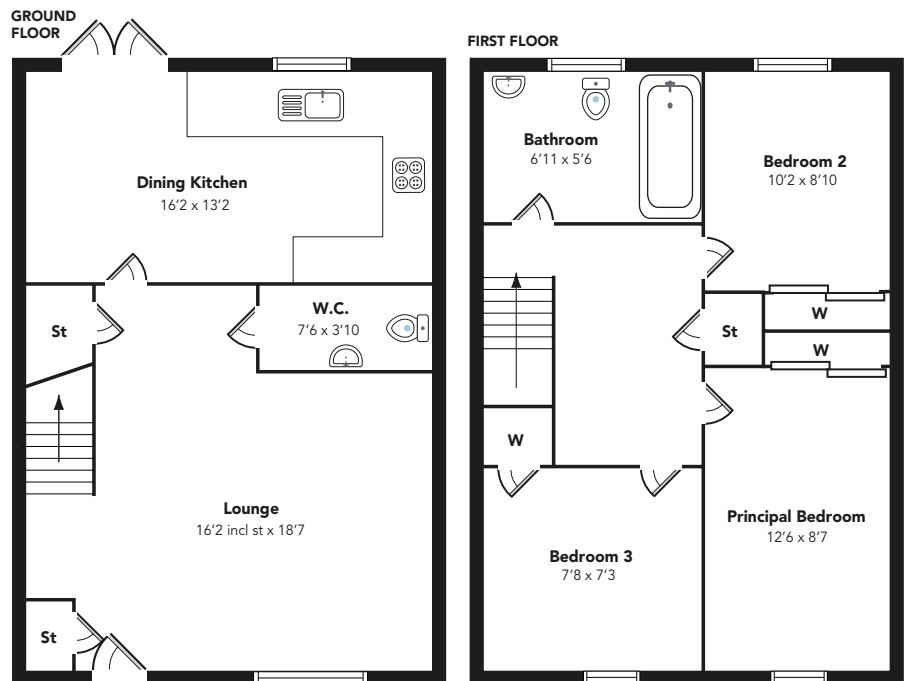 GROUND
FLOOR
Dining Kitchen
16’2 x 13’2
St
W.C.
7’6 x 3’10
Lounge
16’2 incl st x 18’7
St
FIRST FLOOR
Bathroom
6’11 x 5’6
Bedroom 2
10’2 x 8’10
St
W
W
W
Principal Bedroom
12’6 x 8’7
Bedroom 3
7’8 x 7’3